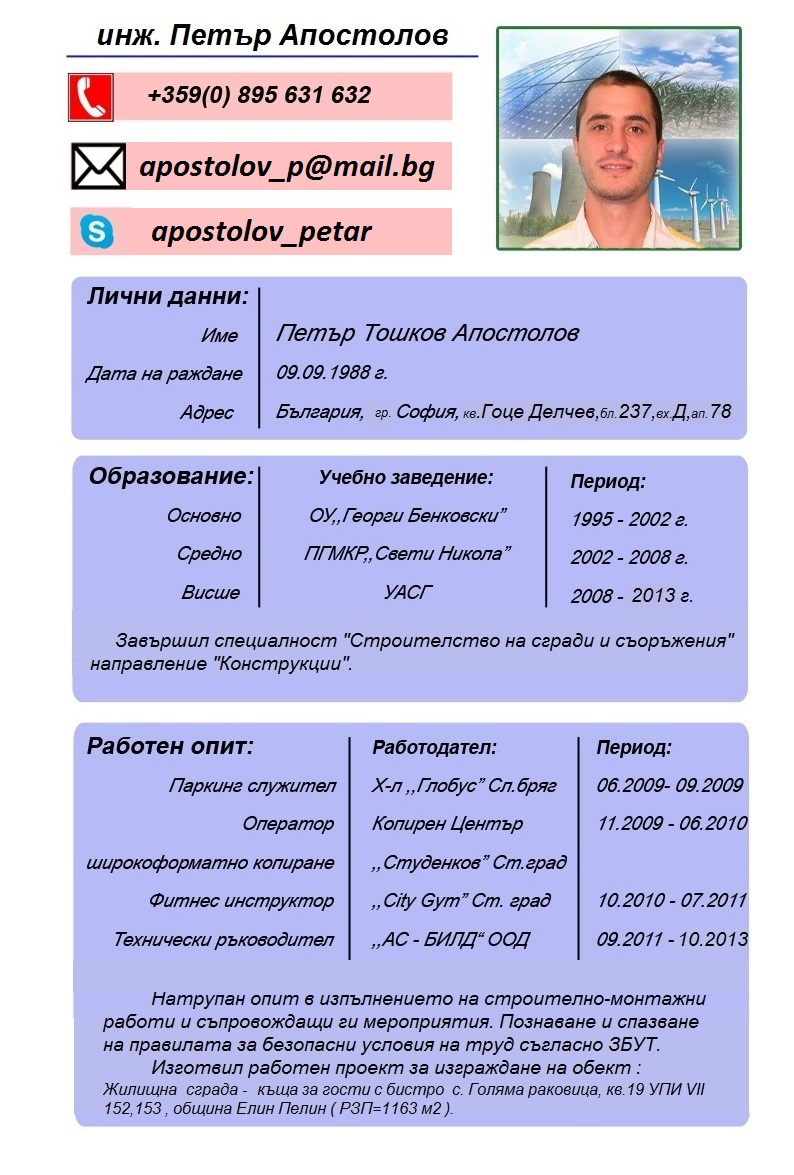 инж. Петър Апостолов
+359(0) 895 631 632
apostolov_p@mail.bg
apostolov_petar
Лични данни:
Име Петър Тошков Апостолов
Дата на раждане 09.09.1988 г.
Адрес България, гр. София, кв.Гоце Делчев,бл.237,вх.Д,ап.78
Образование: Учебно заведение: Период:
Основно ОУ,,Георги Бенковски” 1995 - 2002 г.
Средно ПГМКР,,Свети Никола” 2002 - 2008 г.
Висше УАСГ 2008 - 2013 г.
Завършил специалност "Строителство на сгради и съоръжения"
направление "Конструкции".
Работен опит: Работодател: Период:
Паркинг служител Х-л ,,Глобус” Сл.бряг 06.2009- 09.2009
Оператор Копирен Център 11.2009 - 06.2010
широкоформатно копиране ,,Студенков” Ст.град
Фитнес инструктор ,,City Gym” Ст. град 10.2010 - 07.2011
Технически ръководител ,,АС - БИЛД“ ООД 09.2011 - 10.2013
Натрупан опит в изпълнението на строително-монтажни
работи и съпровождащи ги мероприятия. Познаване и спазване
на правилата за безопасни условия на труд съгласно ЗБУТ.
Изготвил работен проект за изграждане на обект :
Жилищна сграда - къща за гости с бистро с. Голяма раковица, кв.19 УПИ VII
152,153 , община Елин Пелин ( РЗП=1163 м2 ).